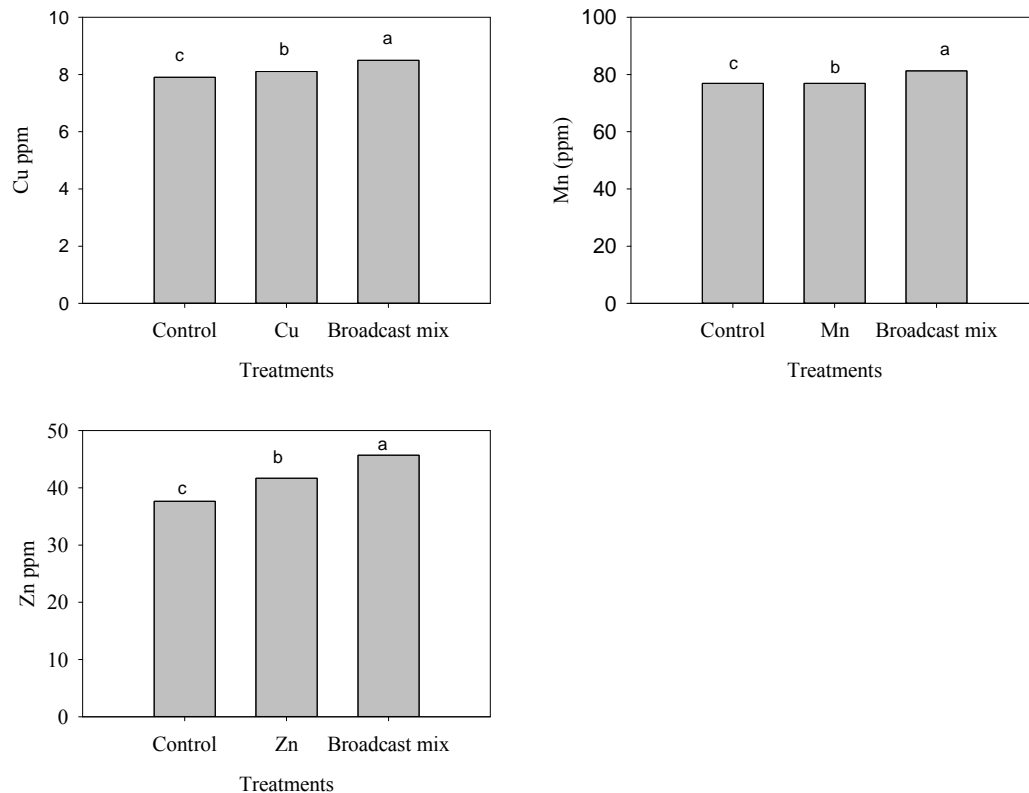 10
8
6
4
2
0
Cu ppm
c
b
a
Control Cu Broadcast mix
Treatments
100
80
60
40
20
0
Mn (ppm)
c
b
a
Control Mn Broadcast mix
Treatments
50
40
30
20
10
0
Zn ppm
c
b
a
Control Zn Broadcast mix
Treatments